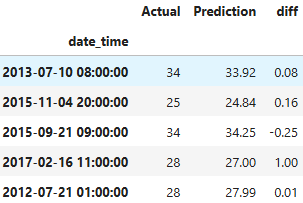 Actual Prediction diff
date_time
2013-07-10 08:00:00 34 33.92 0.08
2015-11-04 20:00:00 25 24.84 0.16
2015-09-21 09:00:00 34 34.25 -0.25
2017-02-16 11:00:00 28 27.00 1.00
2012-07-21 01:00:00 28 27.99 0.01